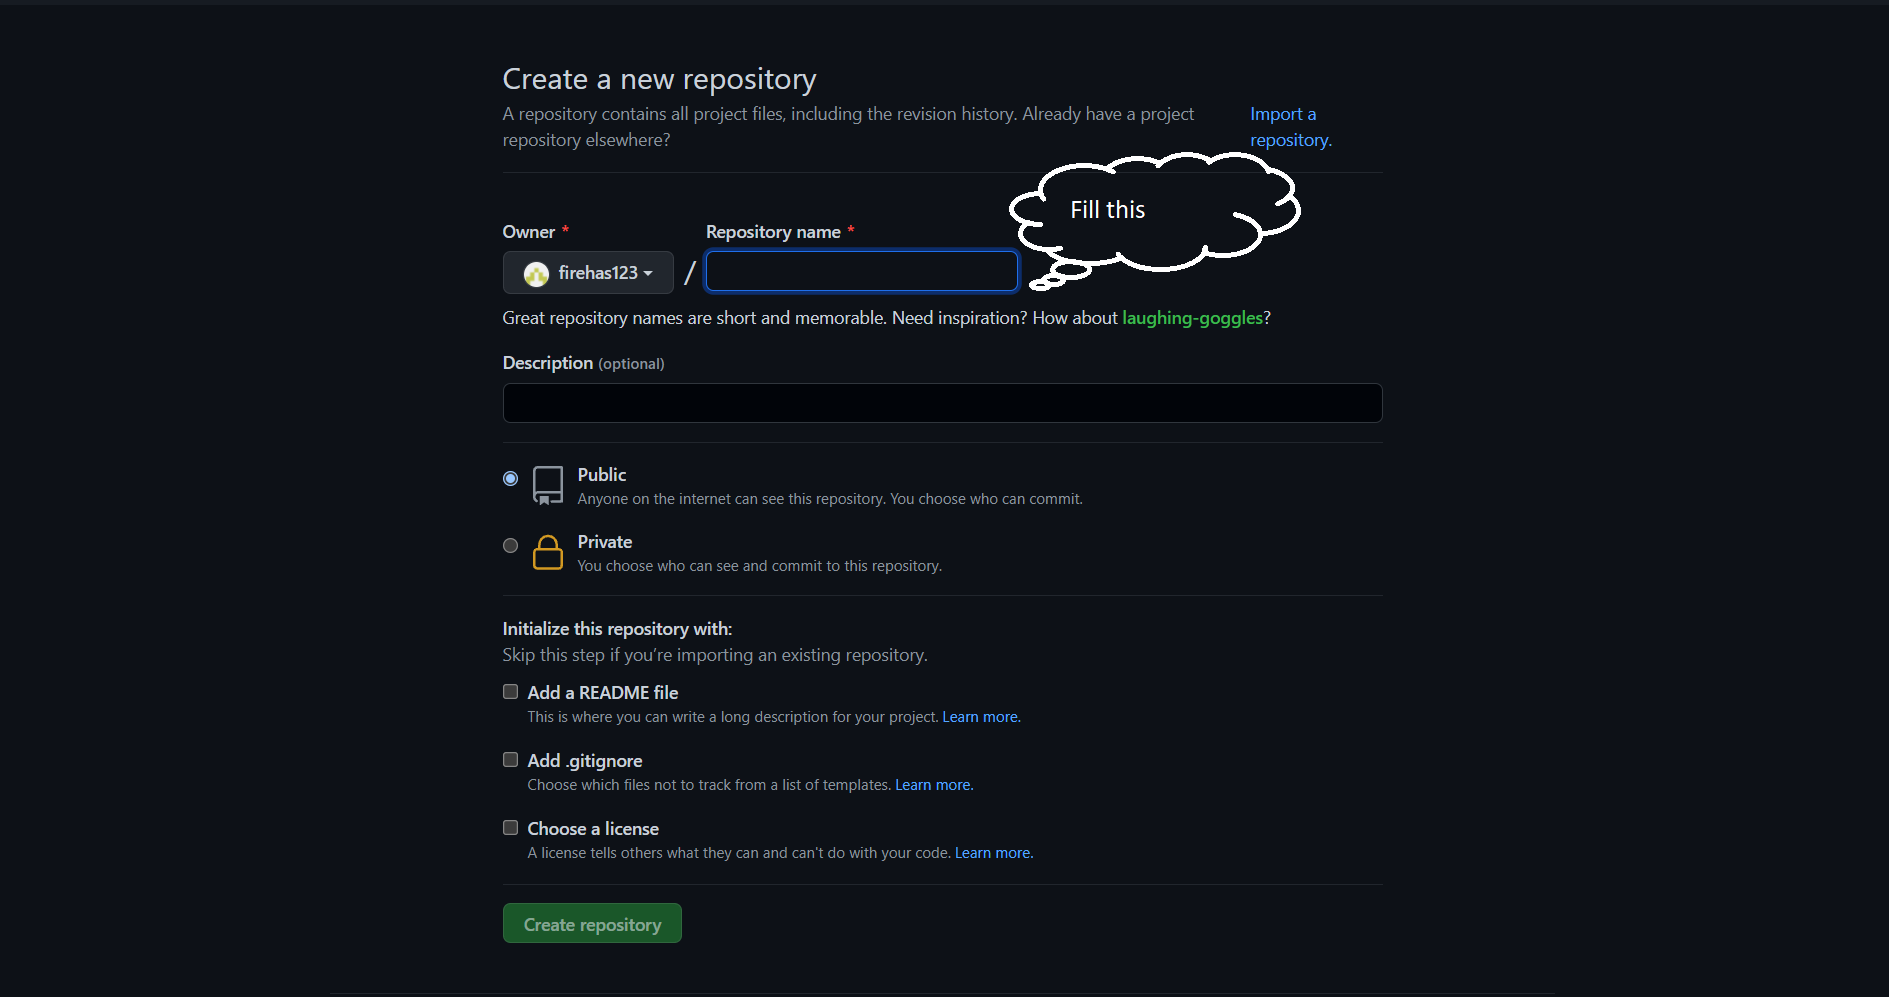 Create a new repository
A repository contains all project files, including the revision history. Already have a project
repository elsewhere?
Import a
repository.
Fill this
Owner *
Repository name *
firehas123
/
Great repository names are short and memorable. Need inspiration? How about laughing-goggles?
Description (optional)
Public
Anyone on the internet can see this repository. You choose who can commit.
Private
You choose who can see and commit to this repository.
Initialize this repository with:
Skip this step if you’re importing an existing repository.
Add a README file
This is where you can write a long description for your project. Learn more.
Add .gitignore
Choose which files not to track from a list of templates. Learn more.
Choose a license
A license tells others what they can and can't do with your code. Learn more.
Create repository